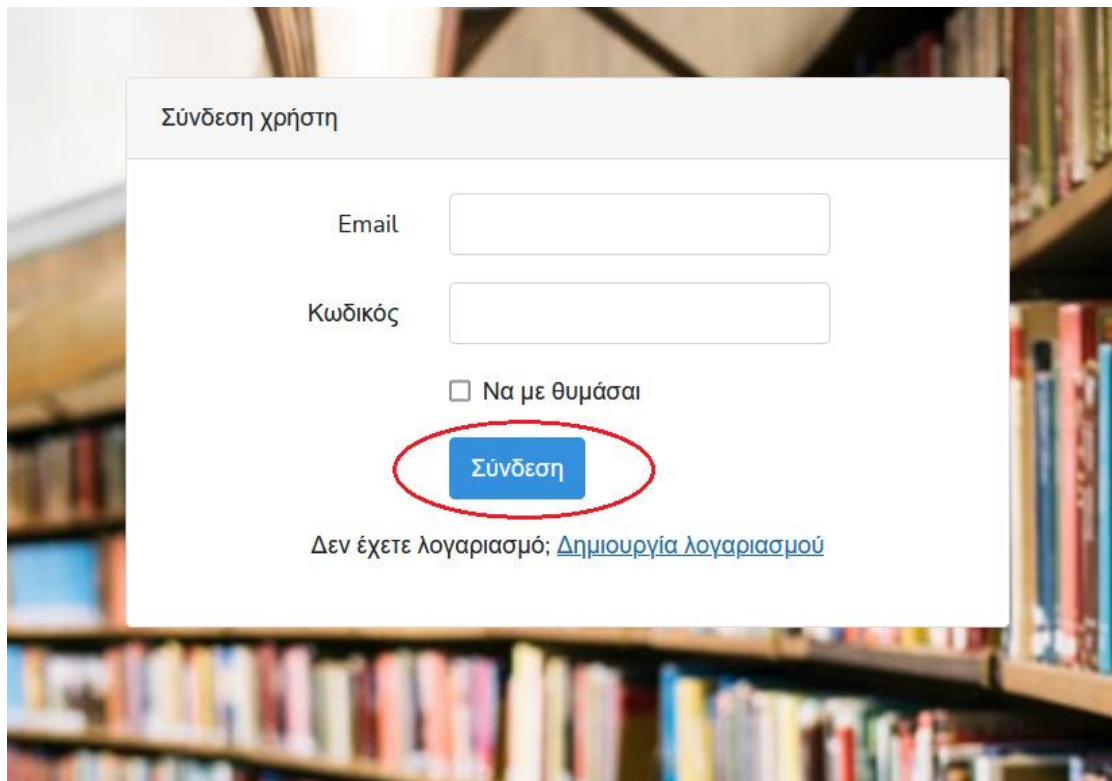 Σύνδεση χρήστη
Email
Κωδικός
Να με θυμάσαι
Σύνδεση
Δεν έχετε λογαριασμό; Δημιουργία λογαριασμού